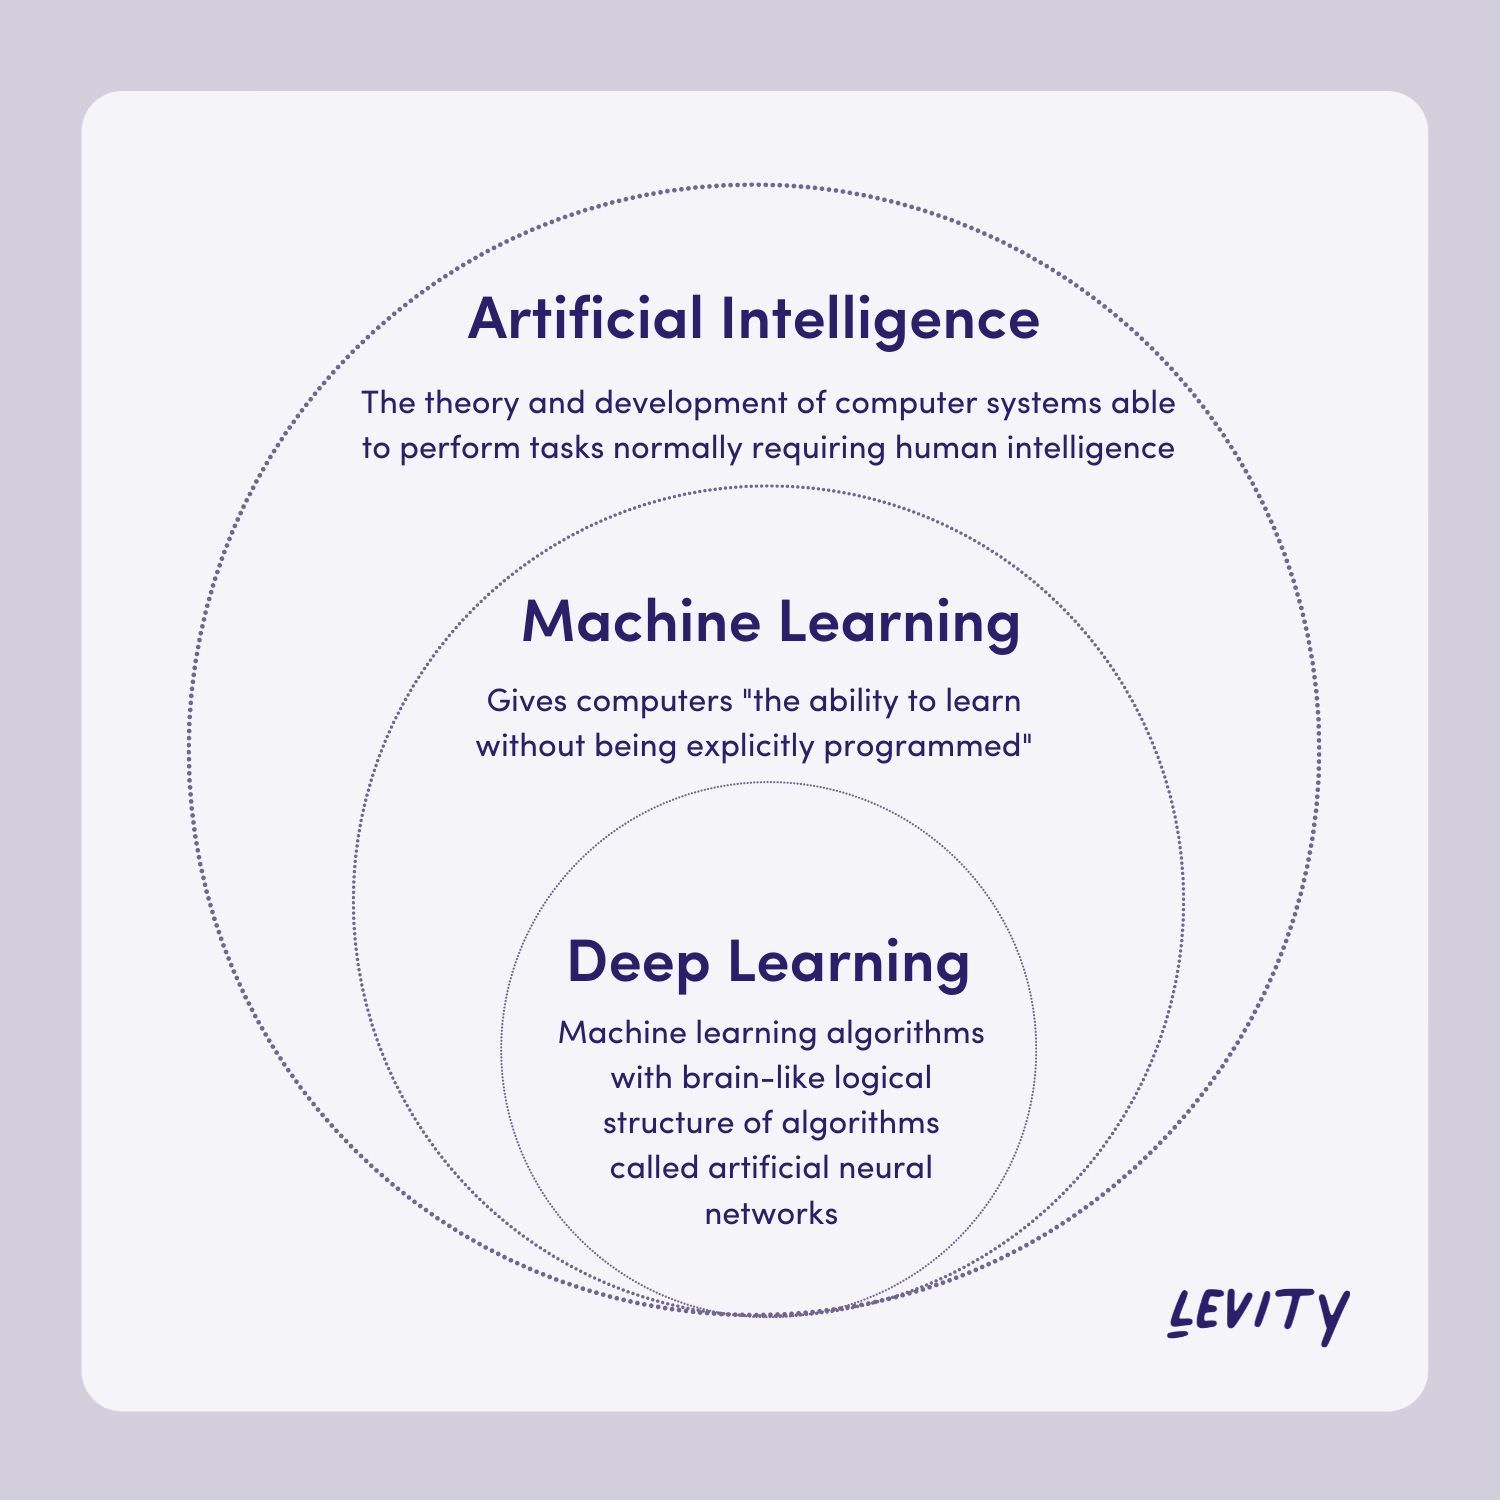 Artificial Intelligence
The theory and development of computer systems able
to perform tasks normally requiring human intelligence
Machine Learning
Gives computers "the ability to learn
without being explicitly programmed"
Deep Learning
Machine learning algorithms
with brain-like logical
structure of algorithms
called artificial neural
networks
LEVITY